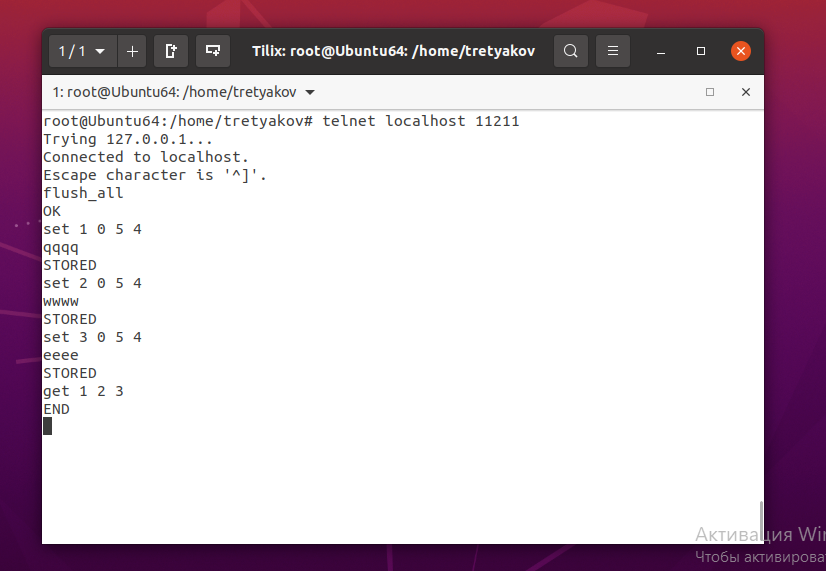 1 / 1
Tilix: root@Ubuntu64: /home/tretyakov
1: root@Ubuntu64: /home/tretyakov
root@Ubuntu64:/home/tretyakov# telnet localhost 11211
Trying 127.0.0.1...
Connected to localhost.
Escape character is '^]'.
flush_all
OK
set 1 0 5 4
qqqq
STORED
set 2 0 5 4
wwww
STORED
set 3 0 5 4
eeee
STORED
get 1 2 3
END
Активация Win
Чтобы активирова